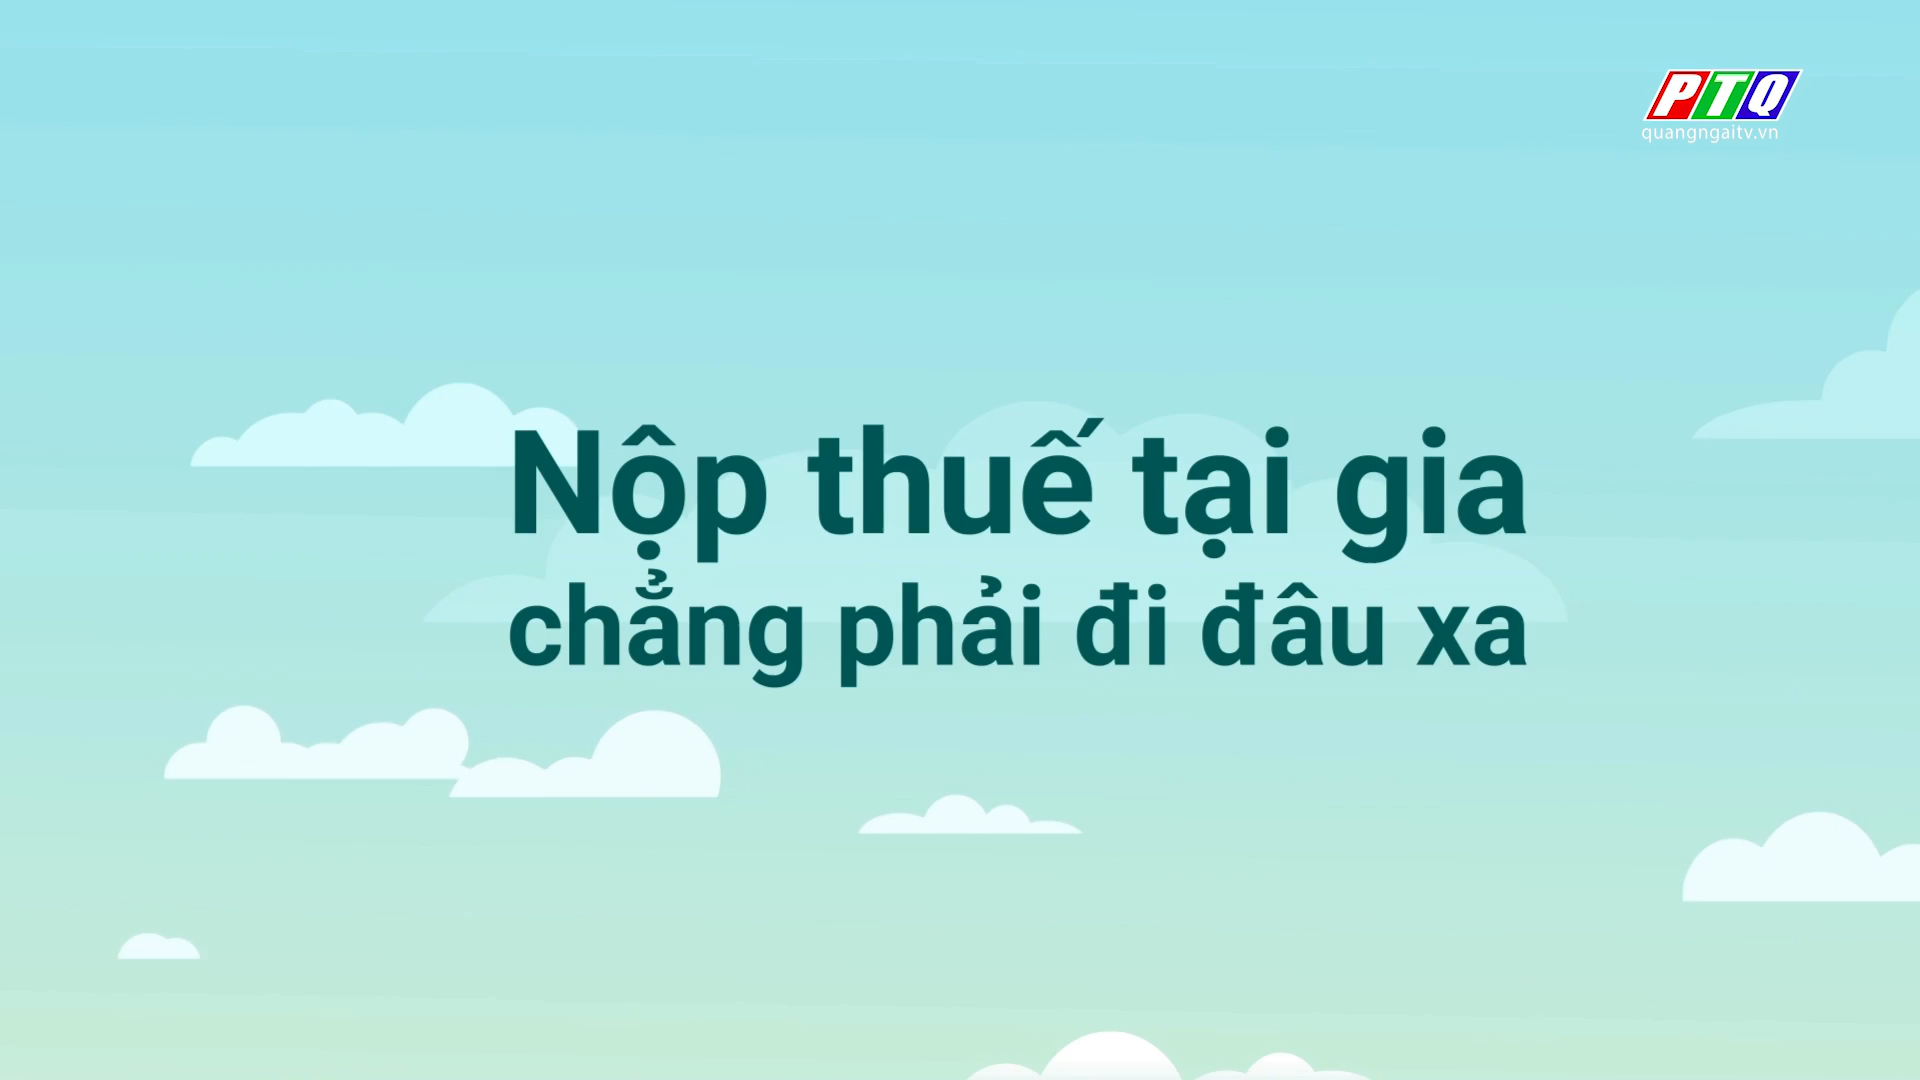 PTQ
quangngaitv.vn
Nộp thuế tại gia
chẳng phải đi đâu xa